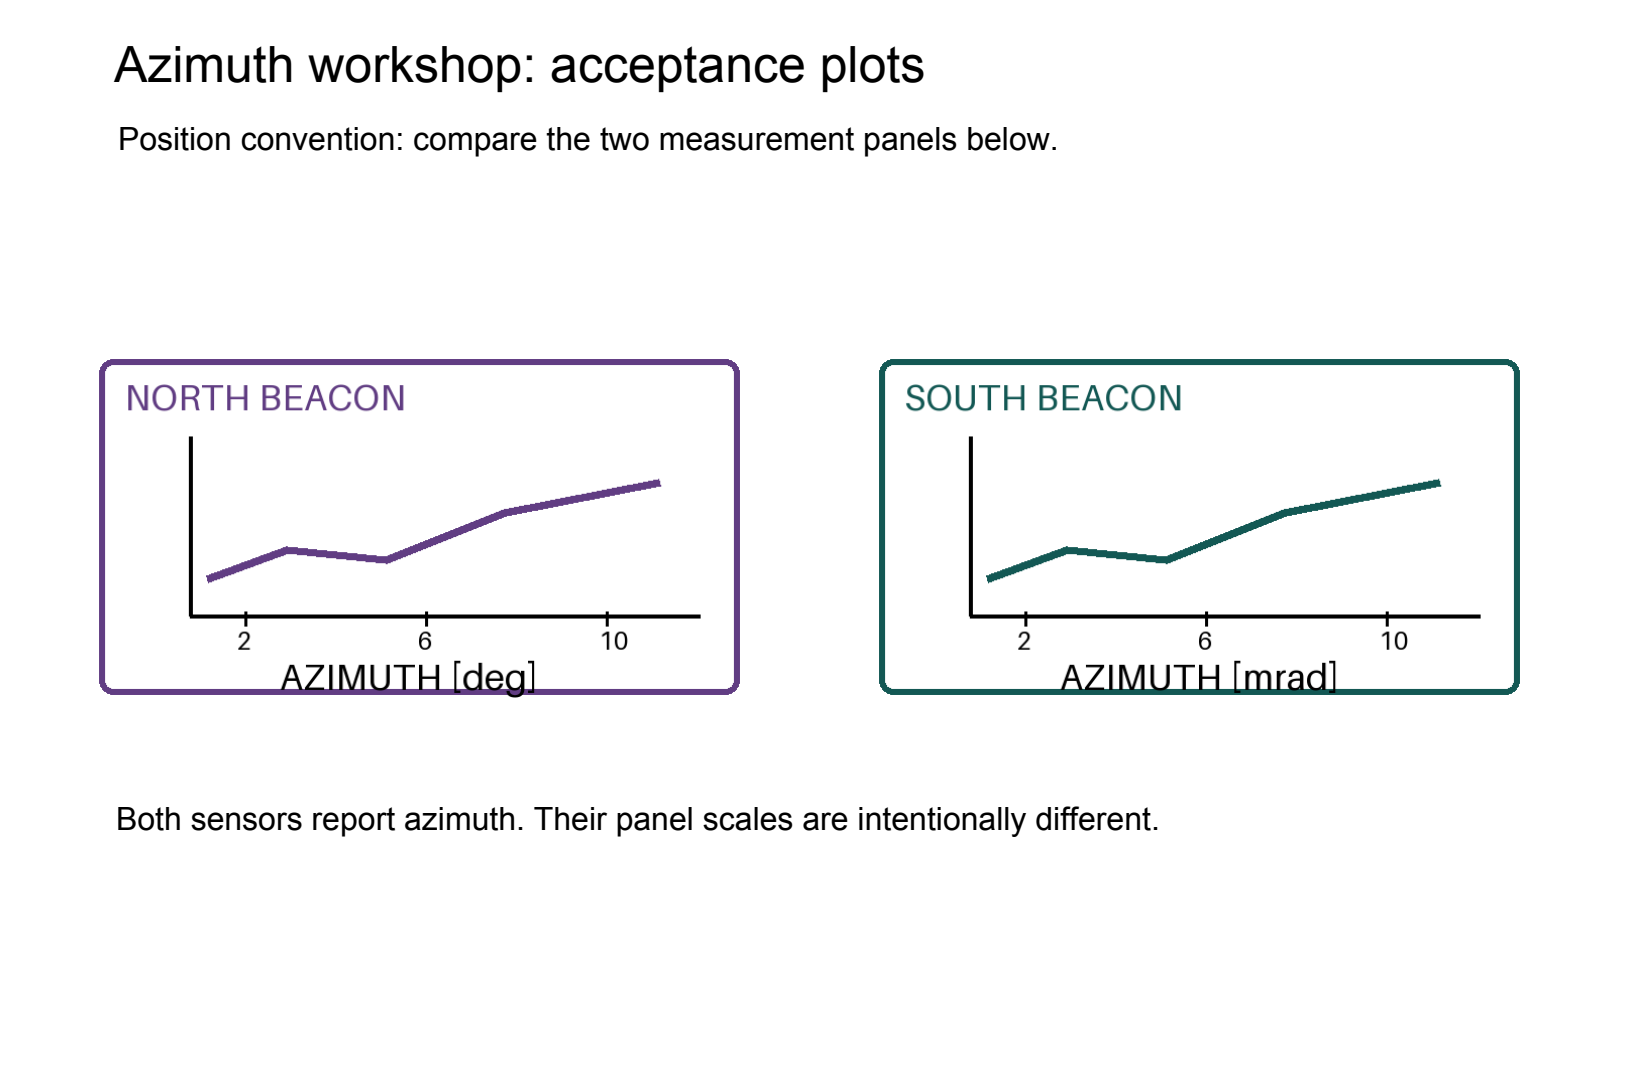 Azimuth workshop: acceptance plots
Position convention: compare the two measurement panels below.
NORTH BEACON
2 6 10
AZIMUTH [deg]
SOUTH BEACON
2 6 10
AZIMUTH [mrad]
Both sensors report azimuth. Their panel scales are intentionally different.